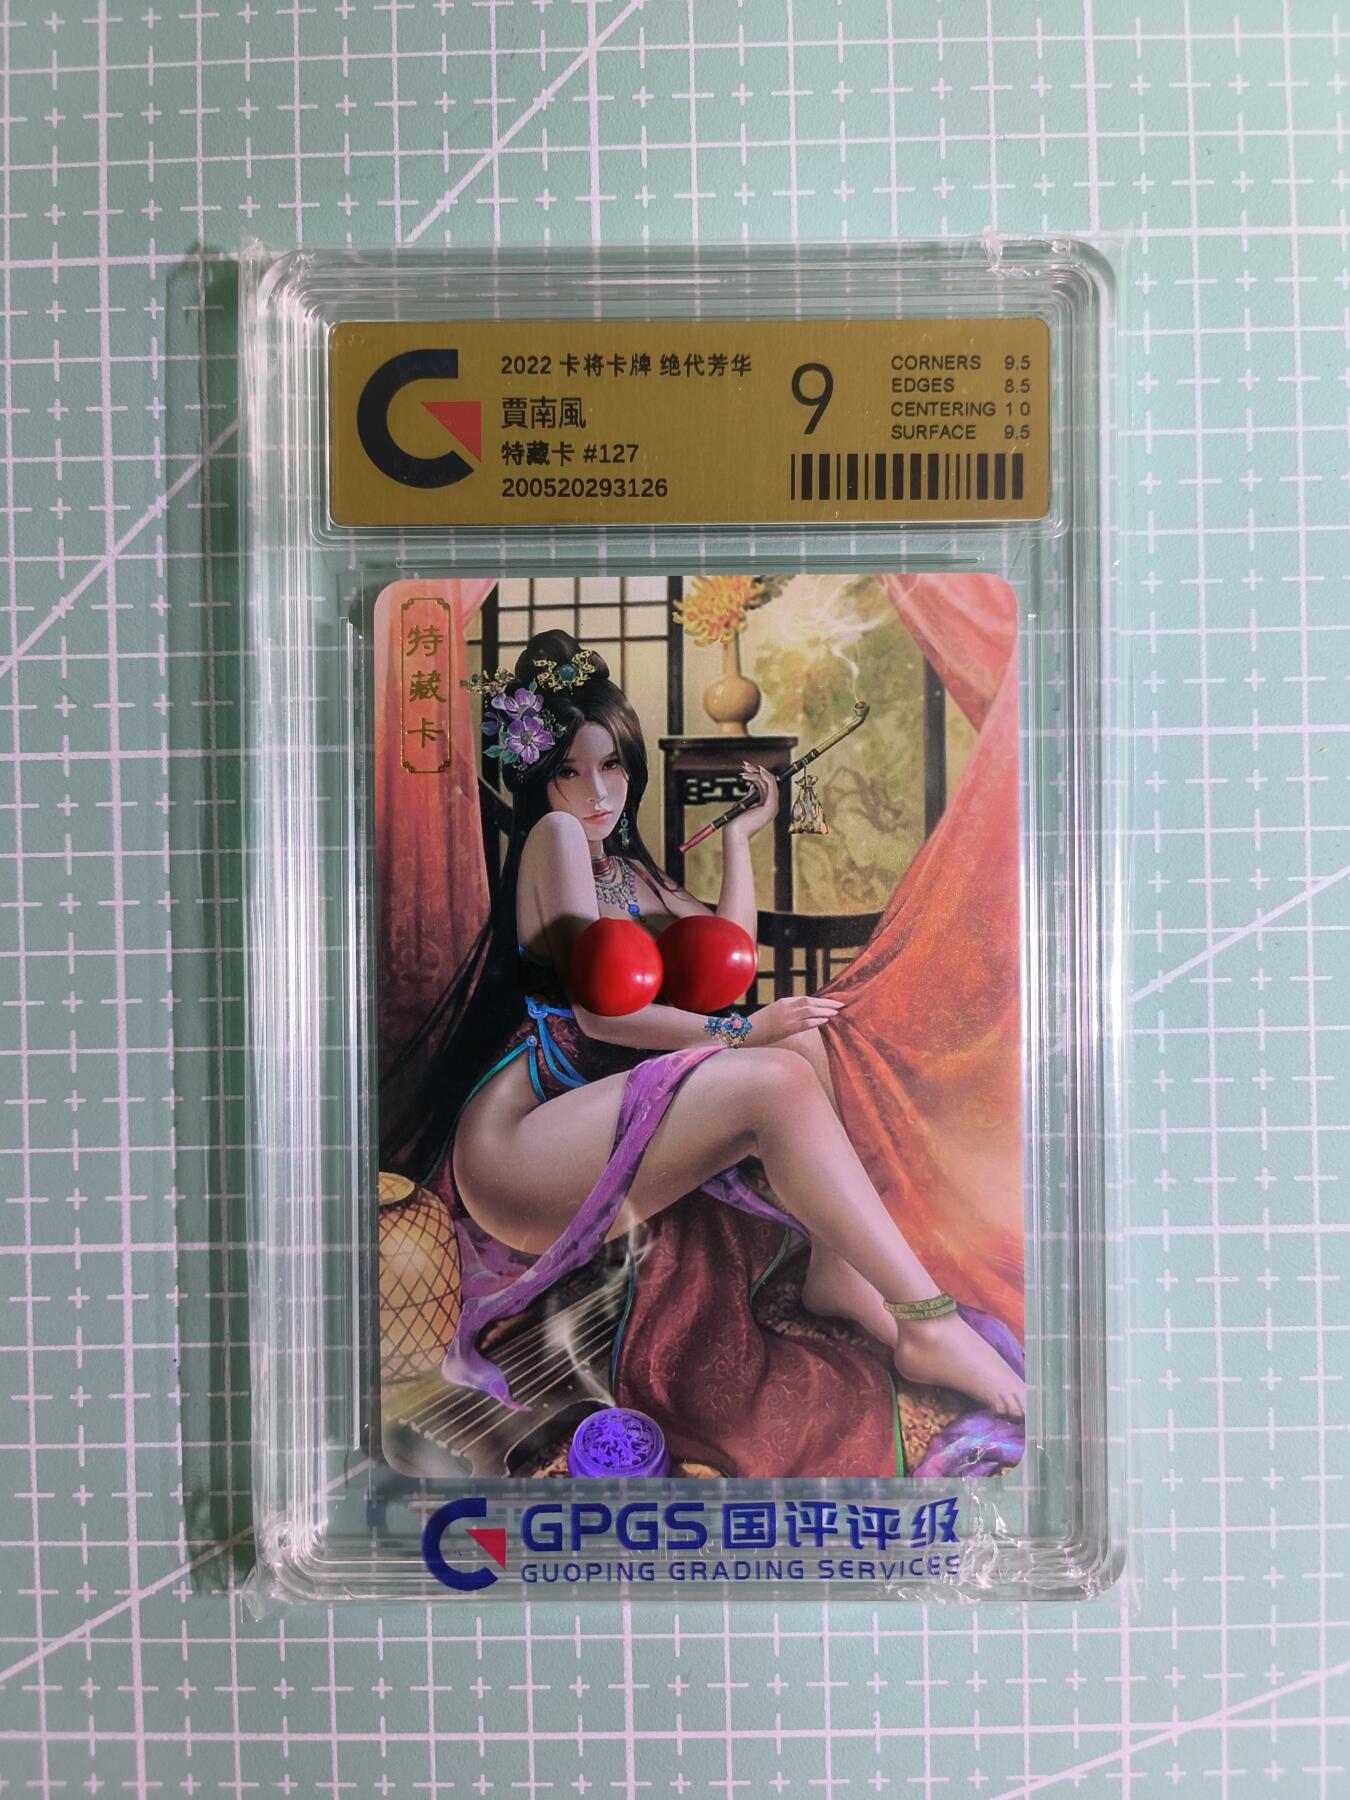 2022 卡将卡牌 绝代芳华
賈南風
特藏卡 #127
200520293126
9
CORNERS 9.5
EDGES 8.5
CENTERING 10
SURFACE 9.5
特藏卡
GPGS 国评评级
GUOPING GRADING SERVICES